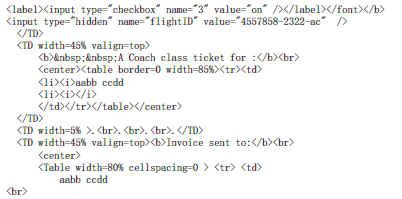 <label><input type="checkbox" name="3" value="on" /></label></font></b>
<input type="hidden" name="flightID" value="4557858-2322-ac"  />
</TD>
<TD width=45% valign=top>
<b>&nbsp;&nbsp;A Coach class ticket for :</b><br>
<center><table border=0 width=85%><tr><td>
<li><i>aabb ccdd
<li><i></i>
</td></tr></table></center>
</TD>
<TD width=5% >.<br>.<br>.<br>.</TD>
<TD width=45% valign=top><b>Invoice sent to:</b><br>
<center>
<Table width=80% cellspacing=0 > <tr> <td>
aabb ccdd
<br>